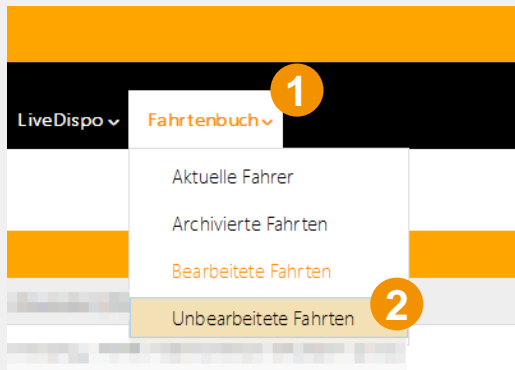 1
LiveDispo Fahrtenbuch
Aktuelle Fahrer
Archivierte Fahrten
Bearbeitete Fahrten
2
Unbearbeitete Fahrten